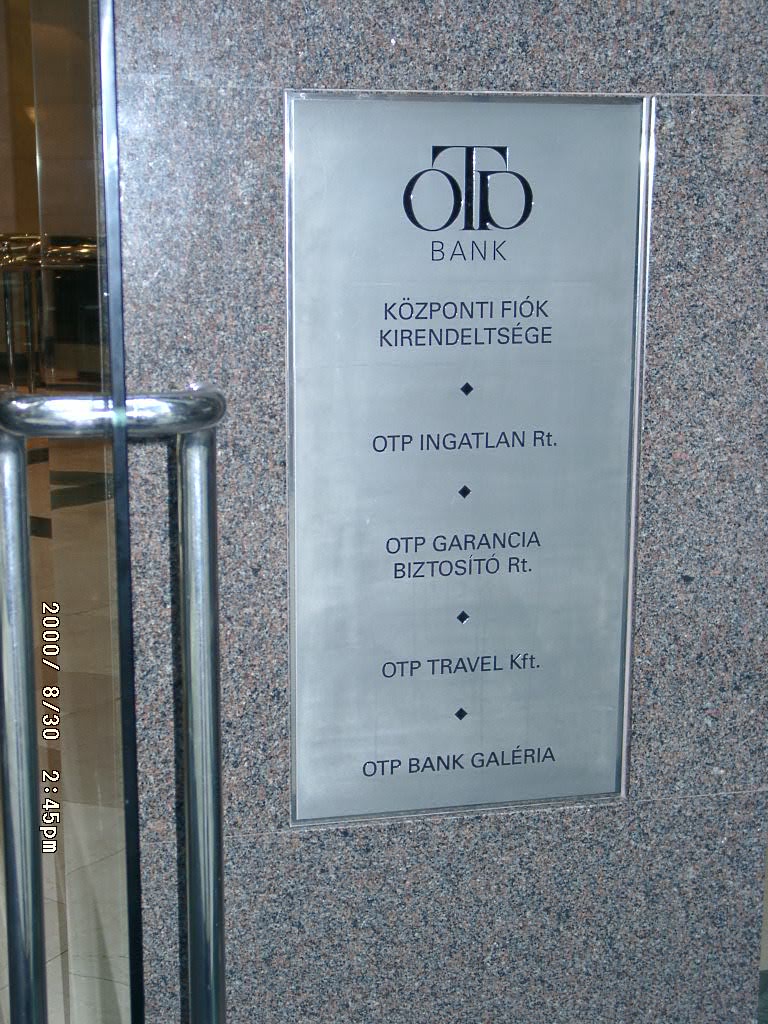 OTP
BANK
KÖZPONTI FIÓK
KIRENDELTSÉGE
OTP INGATLAN Rt.
OTP GARANCIA
BIZTOSÍTÓ Rt.
OTP TRAVEL Kft.
OTP BANK GALÉRIA
2000/ 8/30 2:45pm